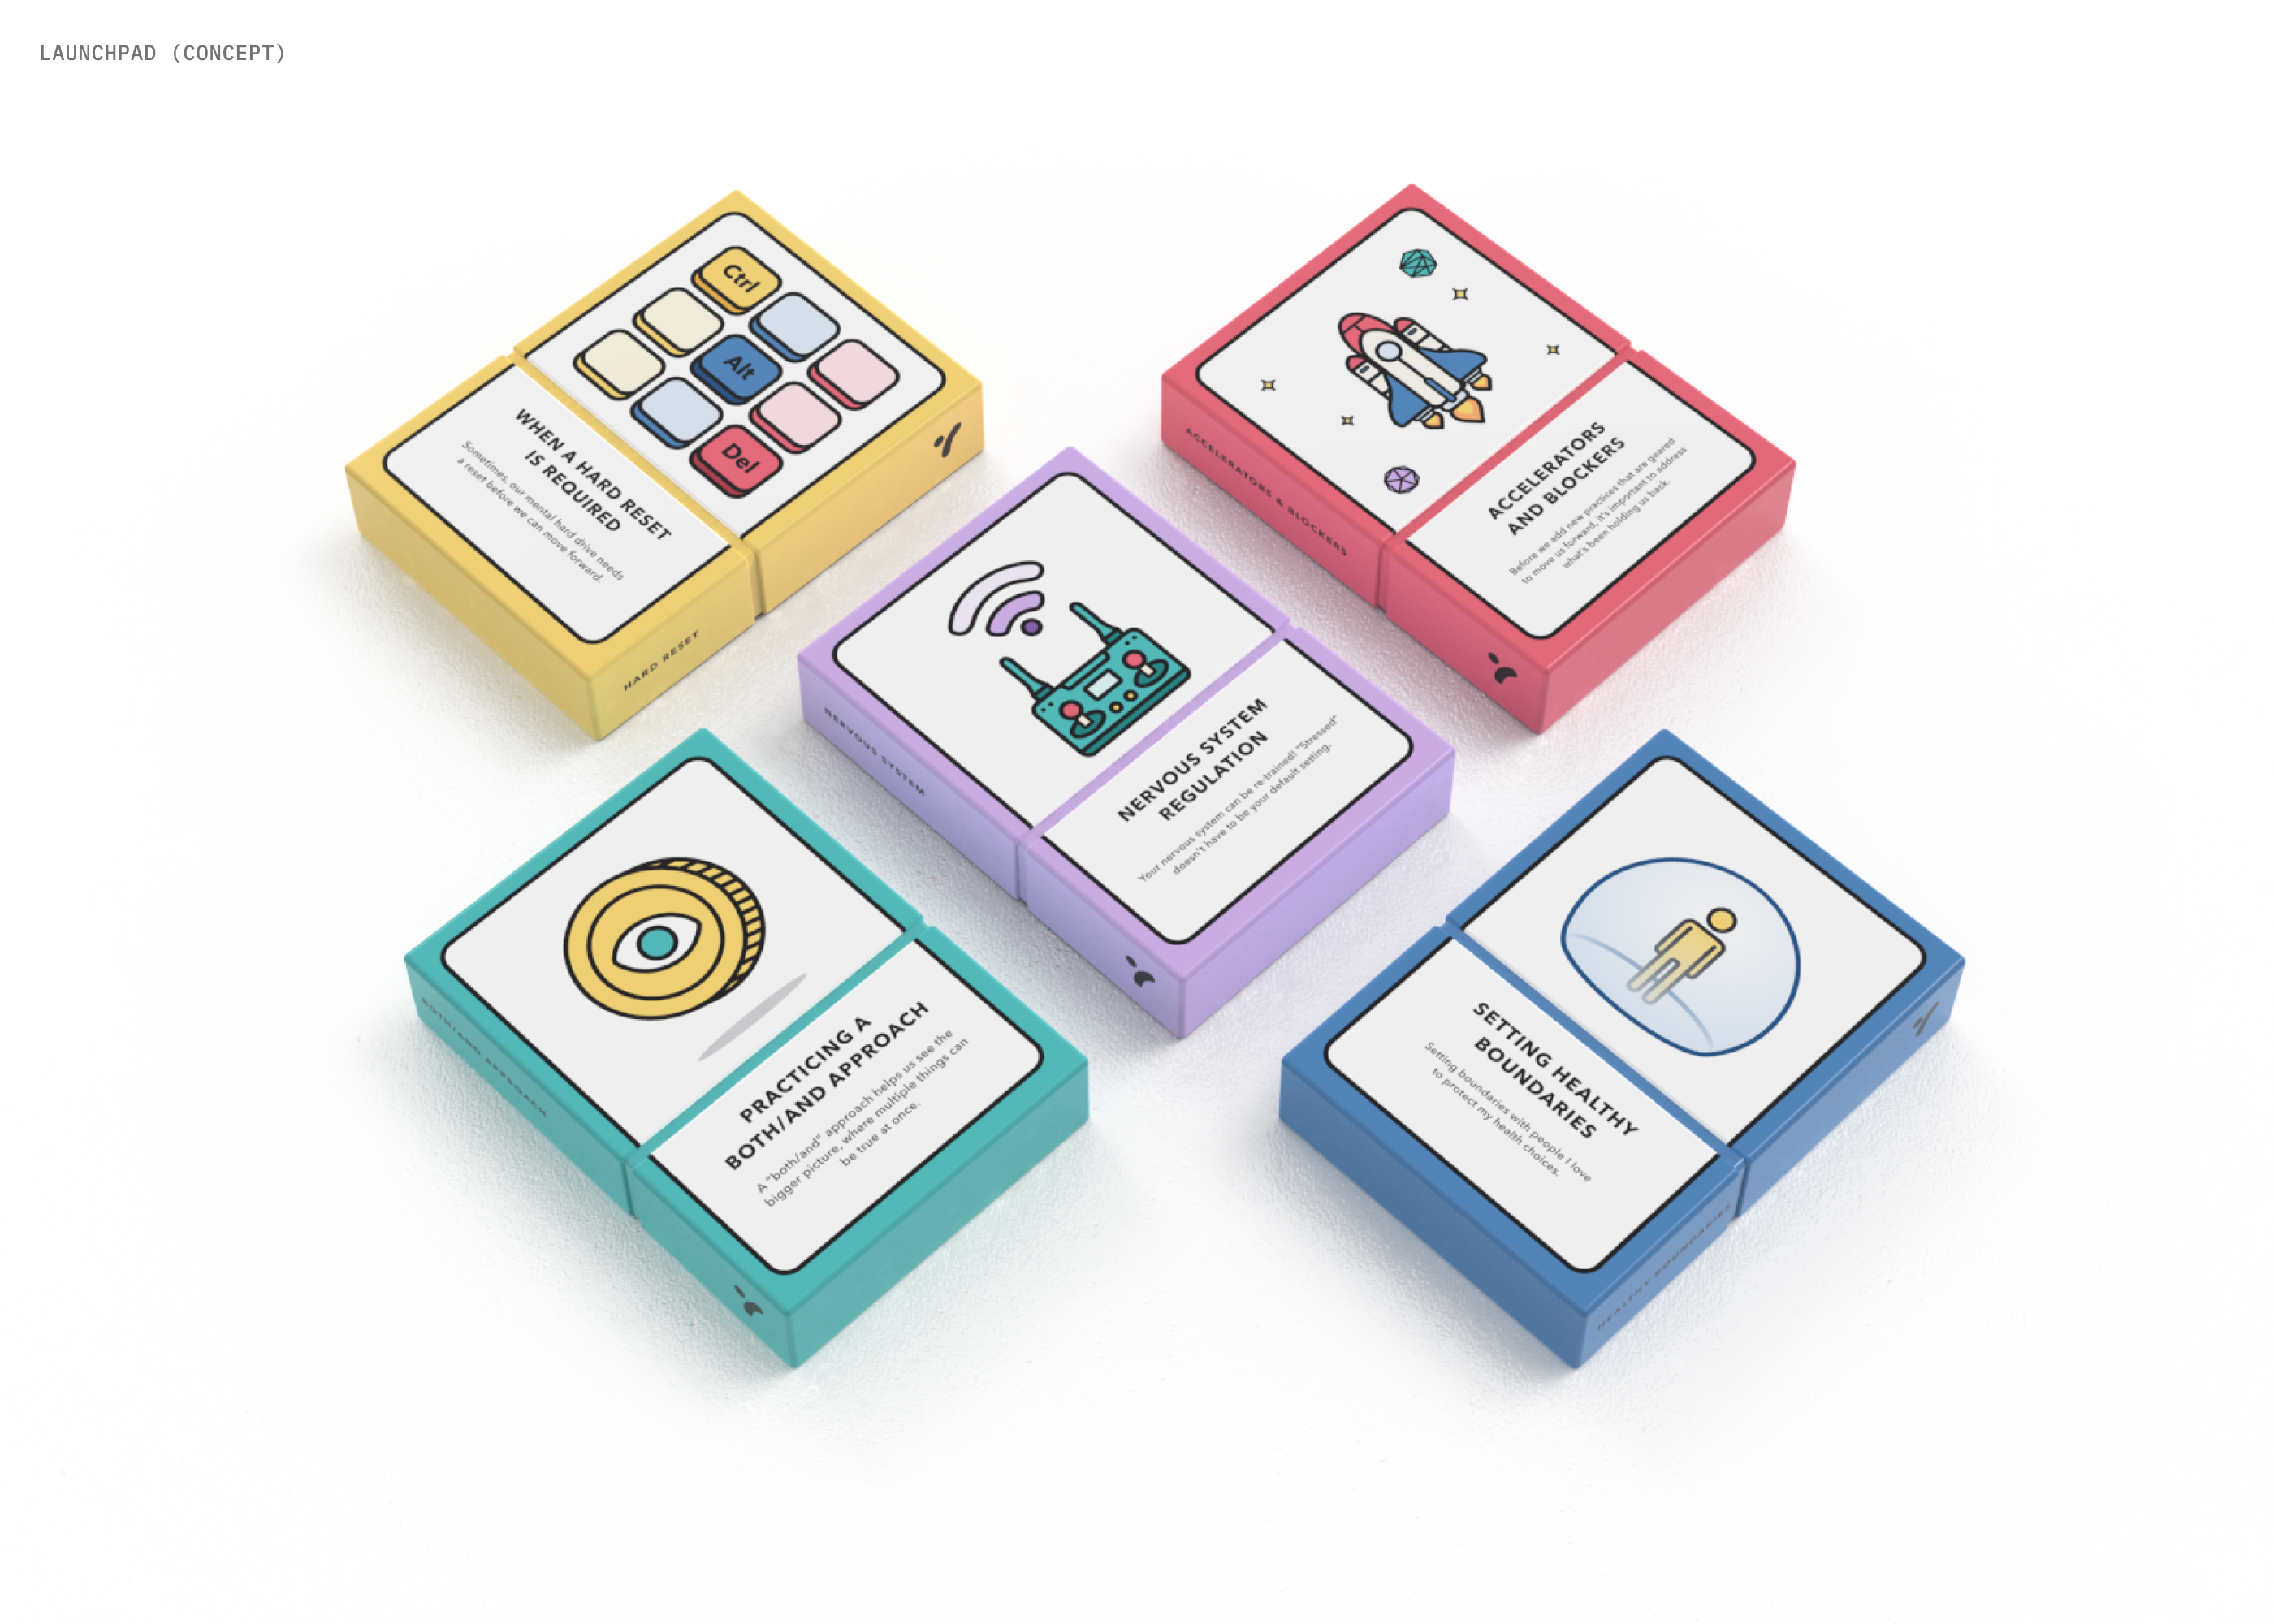 LAUNCHPAD (CONCEPT)
Ctrl
Alt
Del
WHEN A HARD RESET
IS REQUIRED
Sometimes, our mental hard drive needs
a reset before we can move forward.
HARD RESET
ACCELERATORS
AND BLOCKERS
Before we add new practices that are geared
to move us forward, it's important to address
what's been holding us back.
ACCELERATORS & BLOCKERS
NERVOUS SYSTEM
REGULATION
Your nervous system can be re-trained! "Stressed"
doesn't have to be your default setting.
NERVOUS SYSTEM
PRACTICING A
BOTH/AND APPROACH
A "both/and" approach helps us see the
bigger picture, where multiple things can
be true at once.
BOTH/AND APPROACH
SETTING HEALTHY
BOUNDARIES
Setting boundaries with people I love
to protect my health choices.
HEALTHY BOUNDARIES